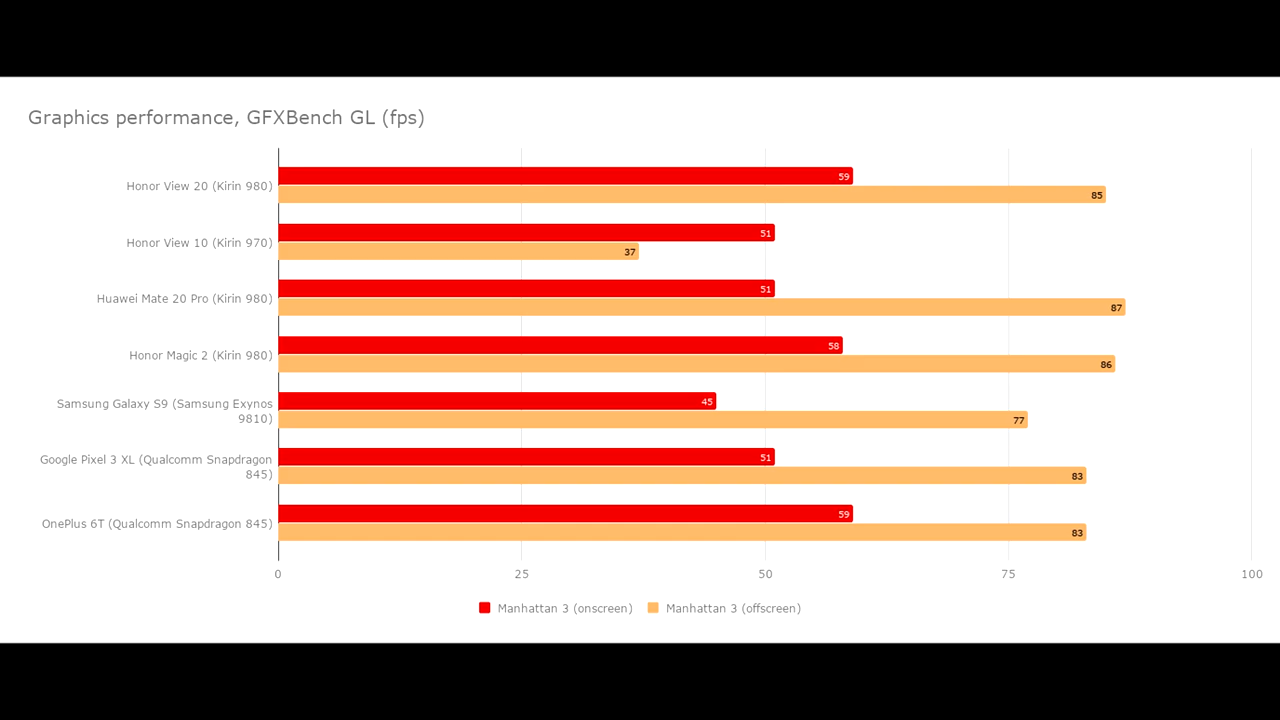 Graphics performance, GFXBench GL (fps)
Honor View 20 (Kirin 980)
59
85
Honor View 10 (Kirin 970)
51
37
Huawei Mate 20 Pro (Kirin 980)
51
87
Honor Magic 2 (Kirin 980)
58
86
Samsung Galaxy S9 (Samsung Exynos
9810)
45
77
Google Pixel 3 XL (Qualcomm Snapdragon
845)
51
83
OnePlus 6T (Qualcomm Snapdragon 845)
59
83
0 25 50 75 100
Manhattan 3 (onscreen) Manhattan 3 (offscreen)